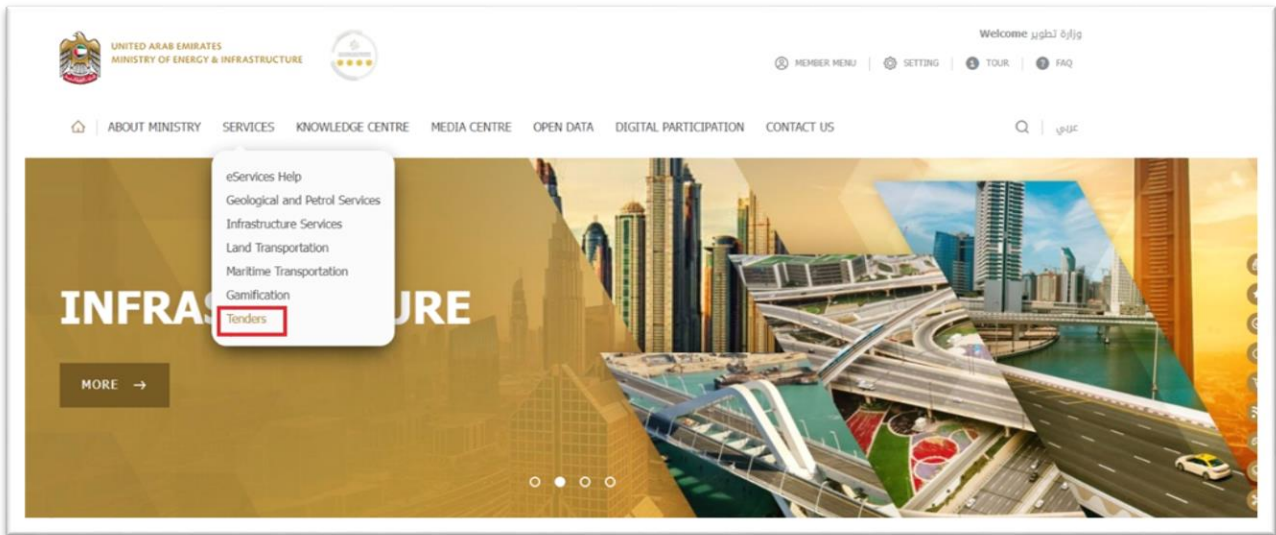 UNITED ARAB EMIRATES
MINISTRY OF ENERGY & INFRASTRUCTURE
Welcome وزارة تطوير
MEMBER MENU
SETTING
TOUR
FAQ
ABOUT MINISTRY
SERVICES
KNOWLEDGE CENTRE
MEDIA CENTRE
OPEN DATA
DIGITAL PARTICIPATION
CONTACT US
عربي
eServices Help
Geological and Petrol Services
Infrastructure Services
Land Transportation
Maritime Transportation
Gamification
Tenders
INFRAS URE
MORE →